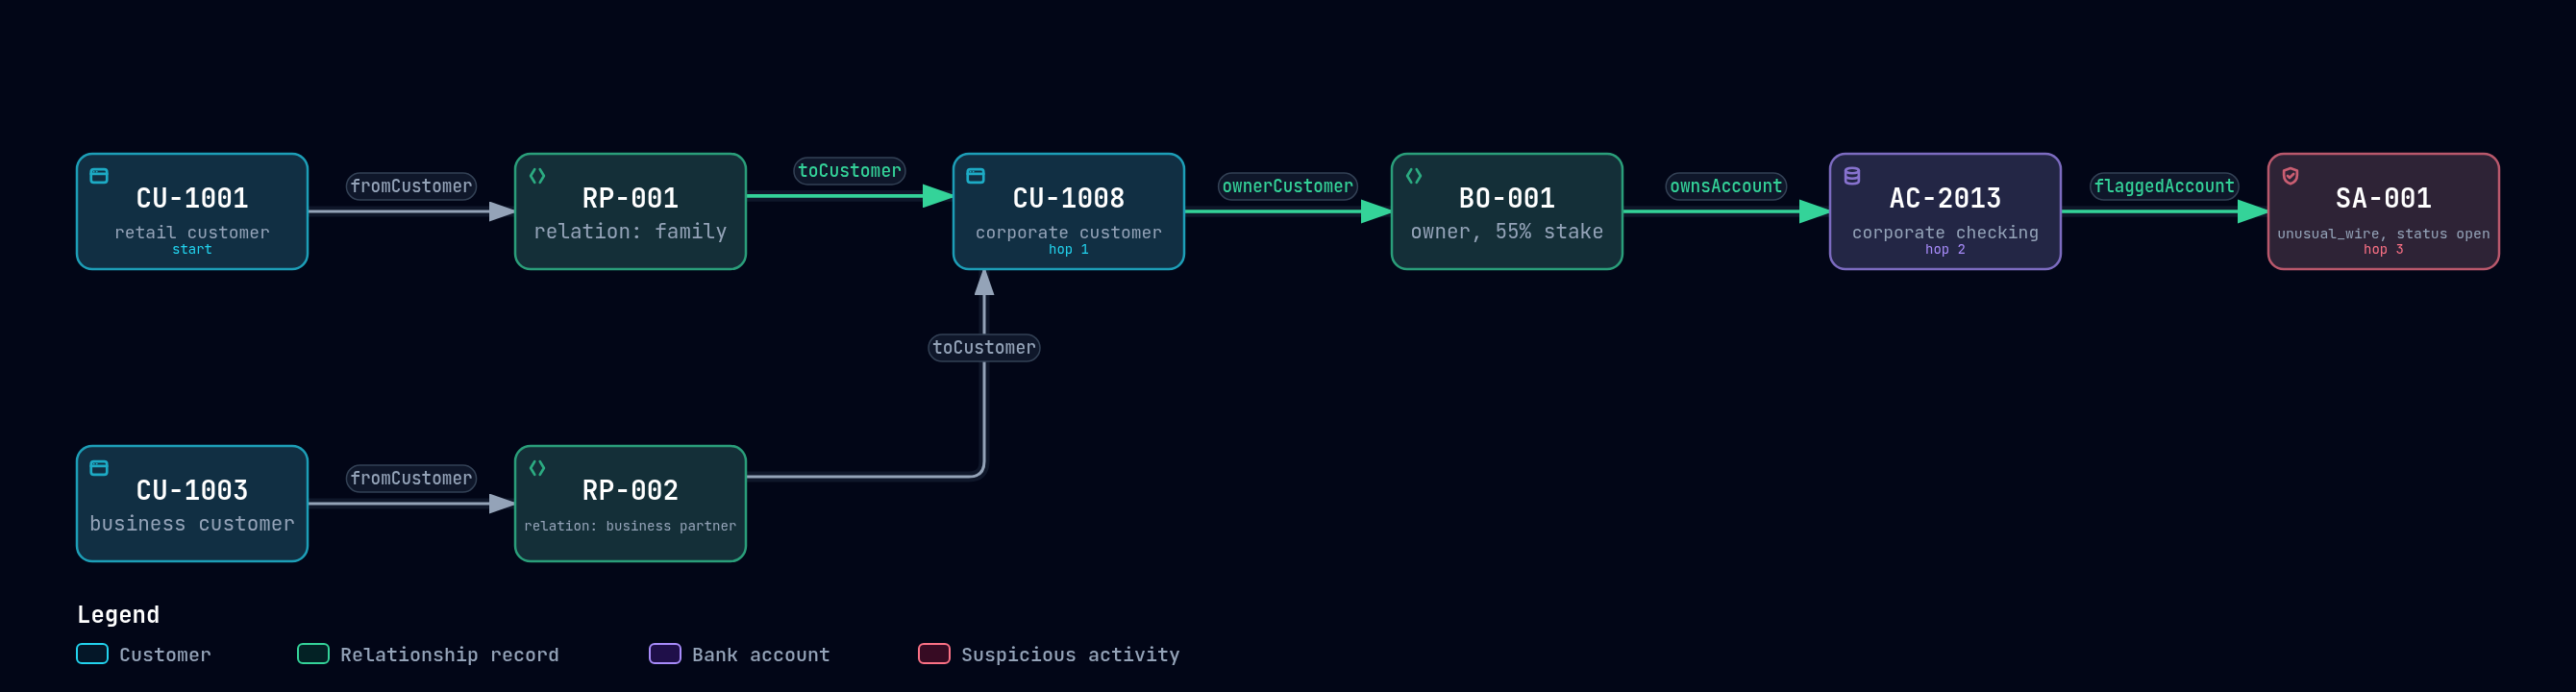 CU-1001
retail customer
start
fromCustomer
RP-001
relation: family
toCustomer
CU-1008
corporate customer
hop 1
ownerCustomer
BO-001
owner, 55% stake
ownsAccount
AC-2013
corporate checking
hop 2
flaggedAccount
SA-001
unusual_wire, status open
hop 3
toCustomer
CU-1003
business customer
fromCustomer
RP-002
relation: business partner
Legend
Customer
Relationship record
Bank account
Suspicious activity